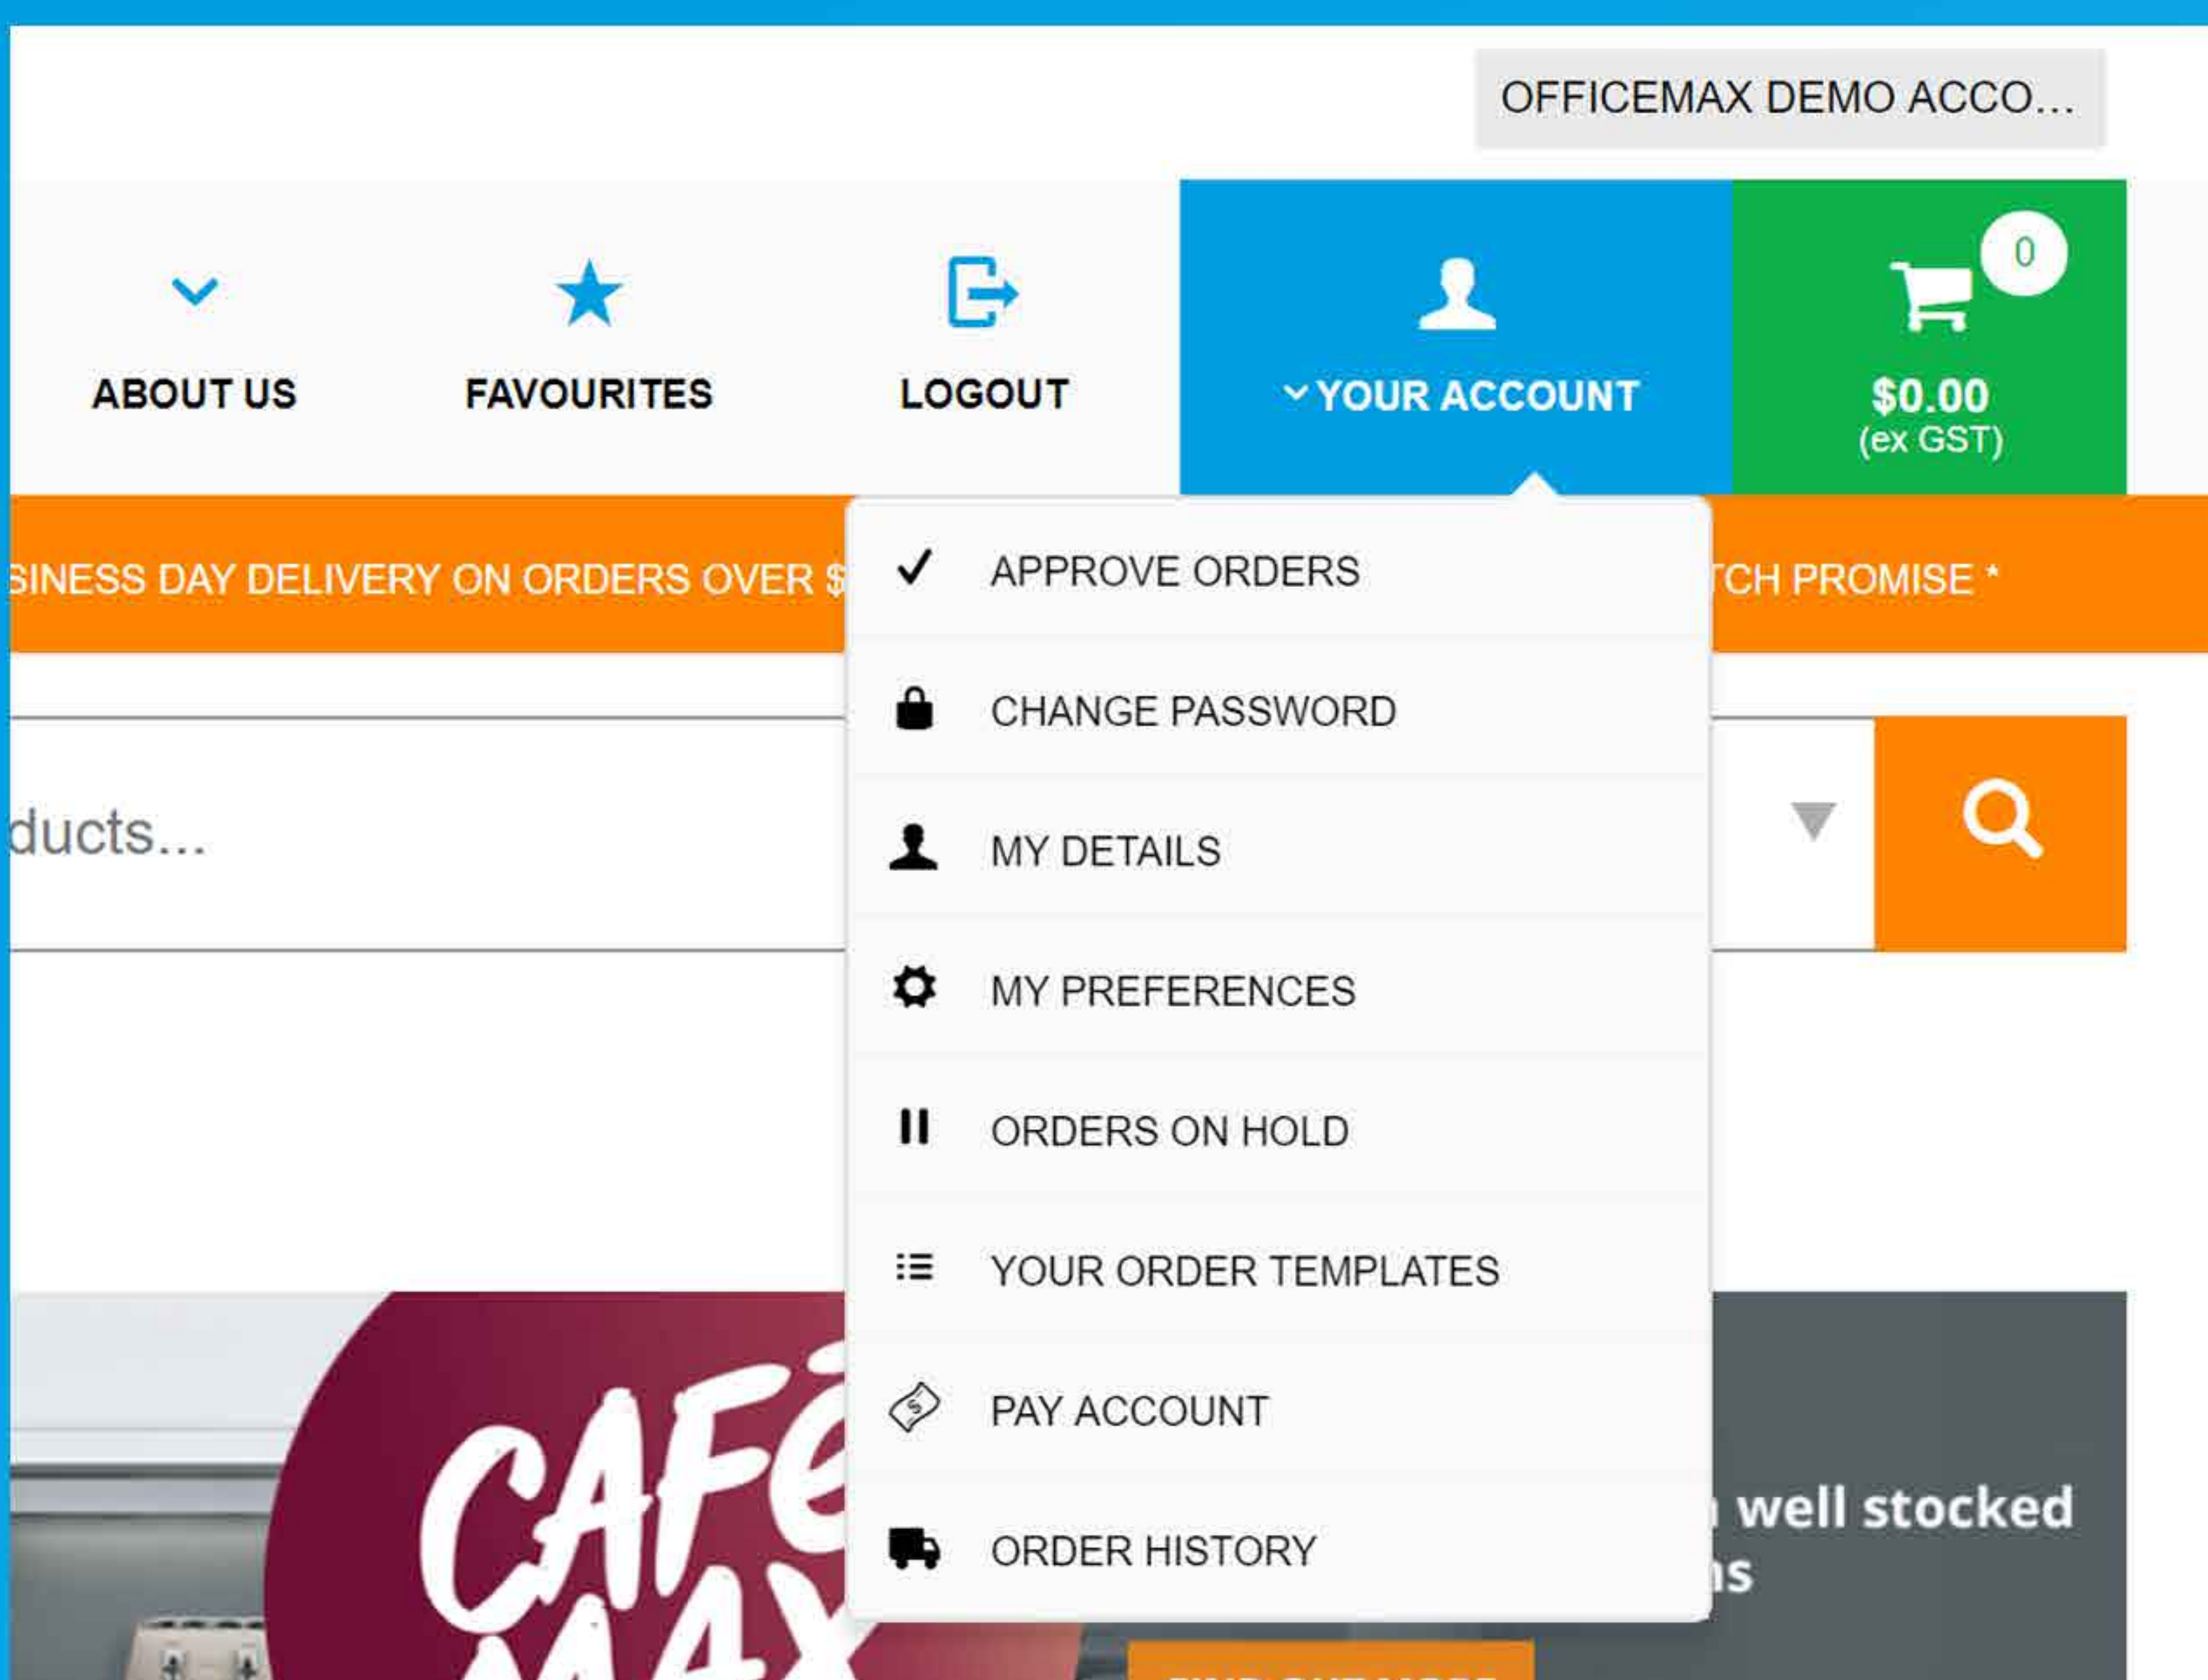 OFFICEMAX DEMO ACCO...
ABOUT US
FAVOURITES
LOGOUT
YOUR ACCOUNT
0
$0.00
(ex GST)
DAY DELIVERY ON ORDERS OVER $
PROMISE *
APPROVE ORDERS
CHANGE PASSWORD
MY DETAILS
MY PREFERENCES
ORDERS ON HOLD
YOUR ORDER TEMPLATES
PAY ACCOUNT
ORDER HISTORY
ducts...
CAFé
MAX
well stocked